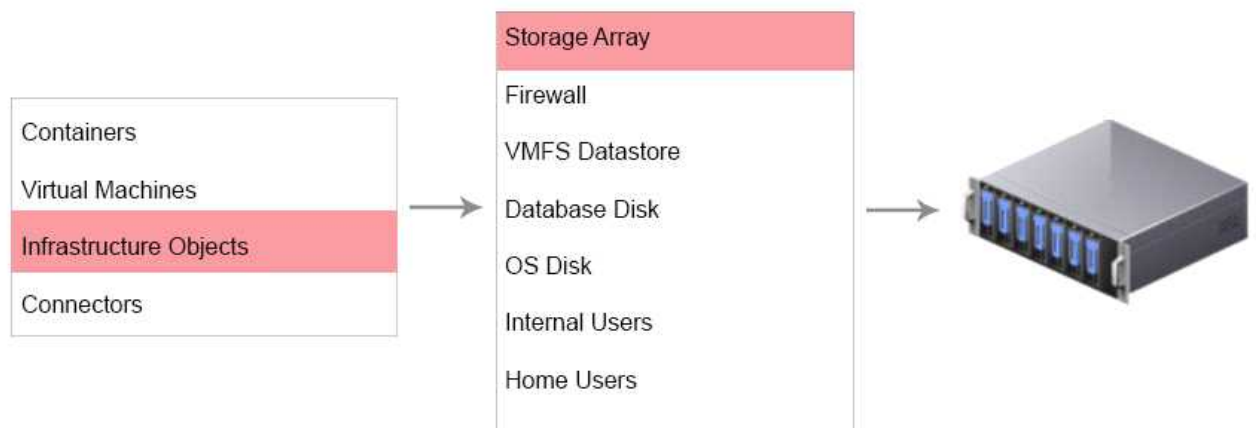 Containers
Virtual Machines
Infrastructure Objects
Connectors
Storage Array
Firewall
VMFS Datastore
Database Disk
OS Disk
Internal Users
Home Users